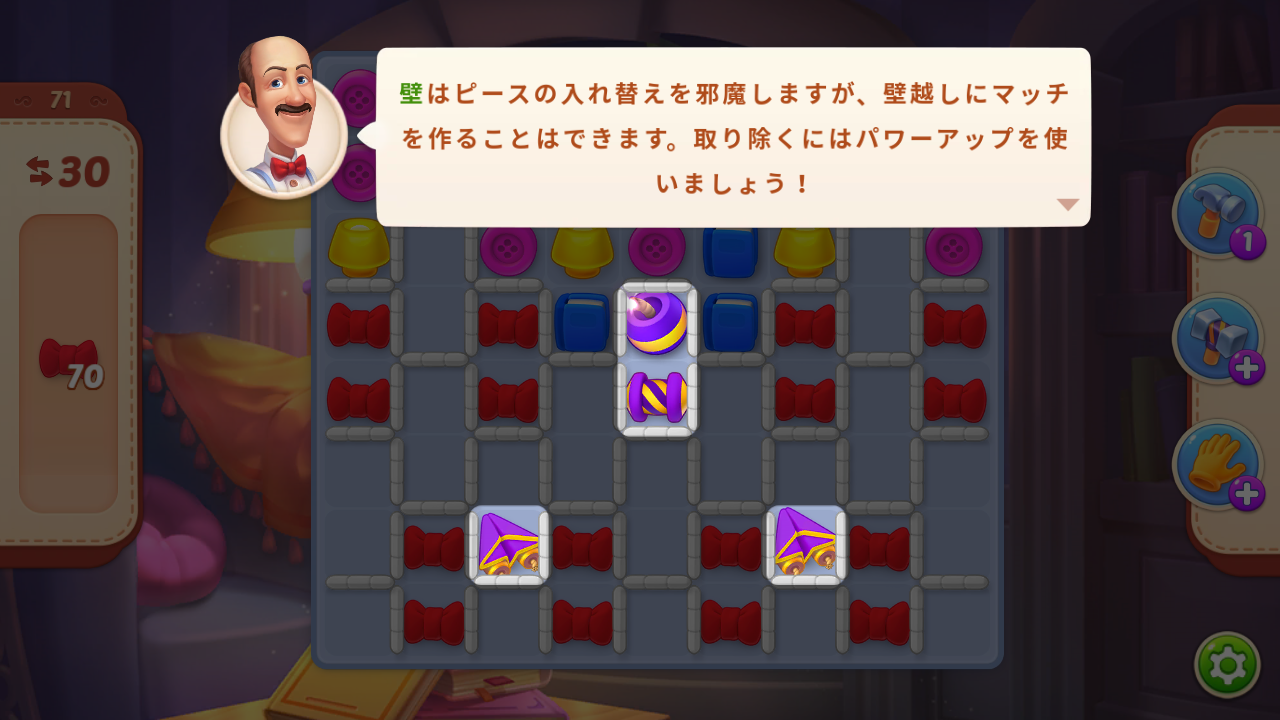 71
30
70
壁はピースの入れ替えを邪魔しますが、壁越しにマッチ
を作ることはできます。取り除くにはパワーアップを使
いましょう！
1